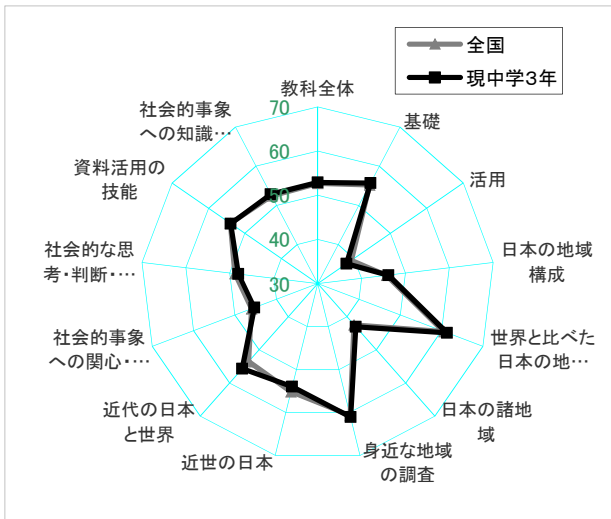 全国
現中学3年
教科全体
基礎
活用
日本の地域
構成
世界と比べた
日本の地…
日本の諸地
域
身近な地域
の調査
近世の日本
近代の日本
と世界
社会的事象
への関心・…
社会的な思
考・判断・…
資料活用の
技能
社会的事象
への知識…
70
60
50
40
30